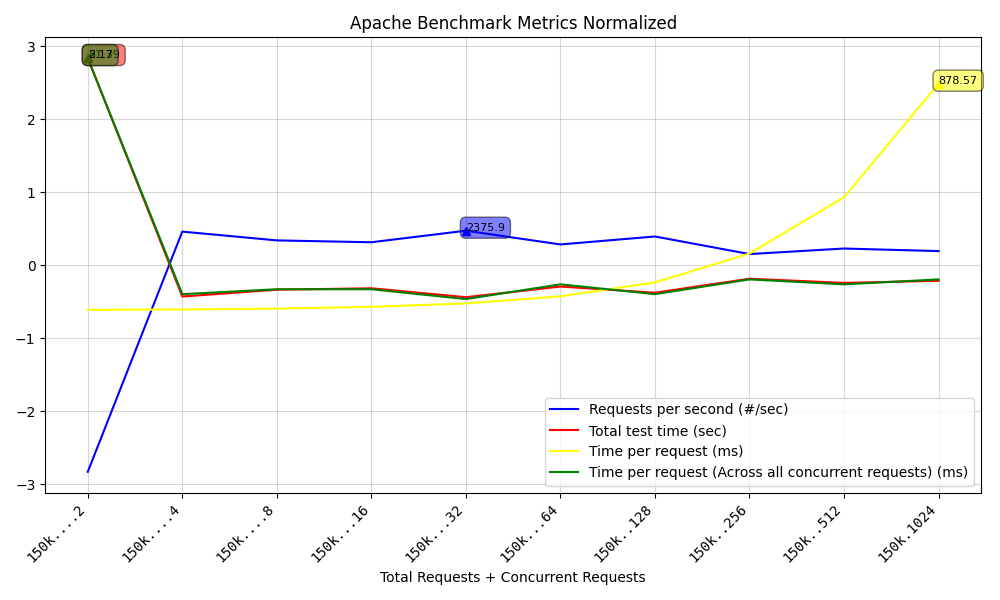 Apache Benchmark Metrics Normalized
3
2
1
0
−1
−2
−3
878.57
2375.9
Requests per second (#/sec)
Total test time (sec)
Time per request (ms)
Time per request (Across all concurrent requests) (ms)
150k....2
150k....4
150k....8
150k...16
150k...32
150k...64
150k..128
150k..256
150k..512
150k.1024
Total Requests + Concurrent Requests